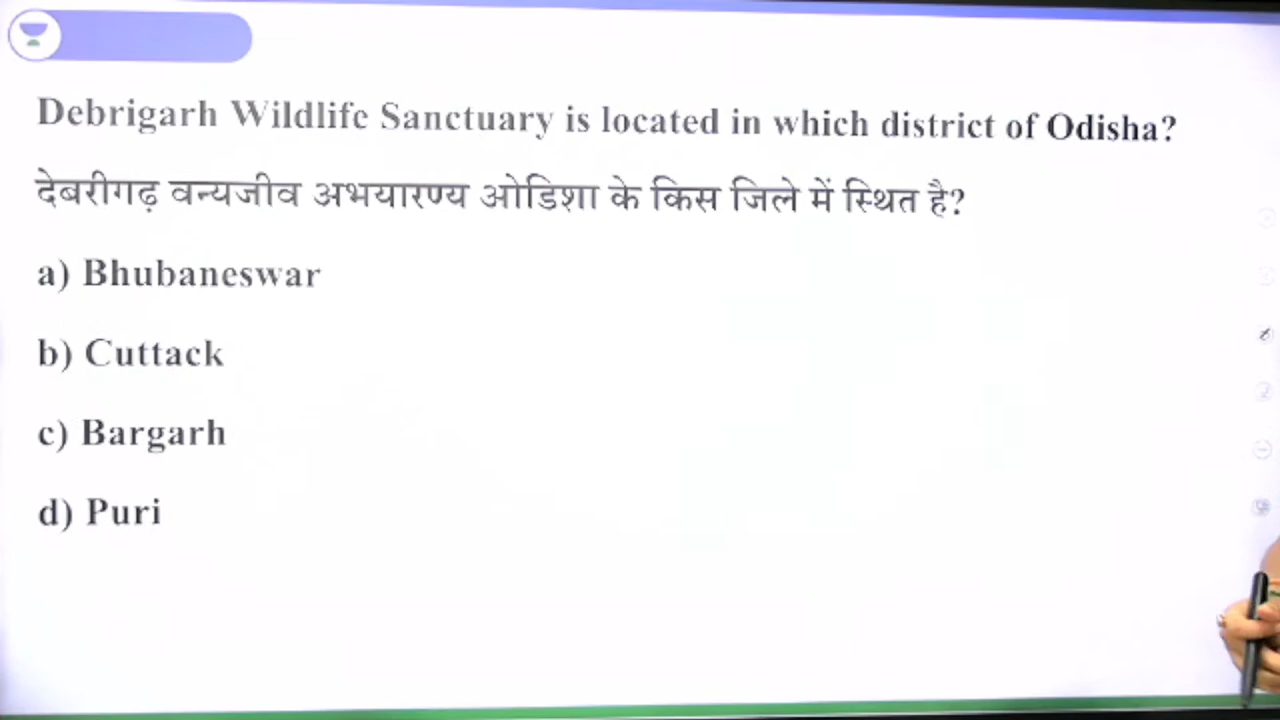 Debrigarh Wildlife Sanctuary is located in which district of Odisha?
देबरीगढ़ वन्यजीव अभयारण्य ओडिशा के किस जिले में स्थित है?
a) Bhubaneswar
b) Cuttack
c) Bargarh
d) Puri